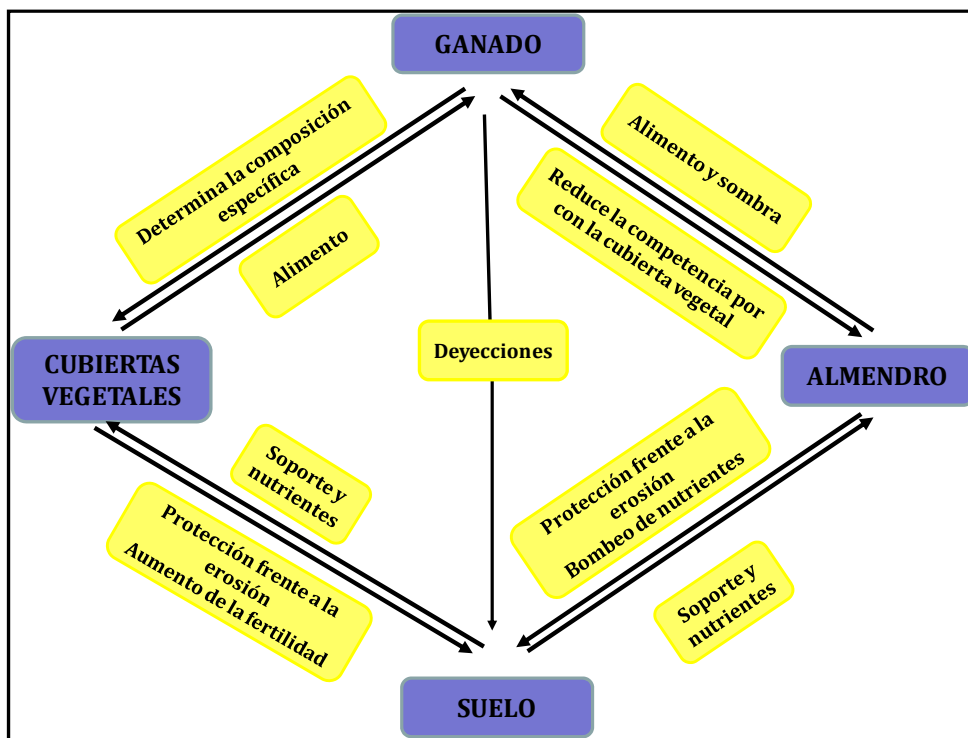 GANADO
Determina la composición
específica
Alimento
Alimento y sombra
Reduce la competencia por
con la cubierta vegetal
CUBIERTAS
VEGETALES
Deyecciones
ALMENDRO
Soporte y
nutrientes
Protección frente a la
erosión
Aumento de la fertilidad
Protección frente a la
erosión
Bombeo de nutrientes
Soporte y
nutrientes
SUELO